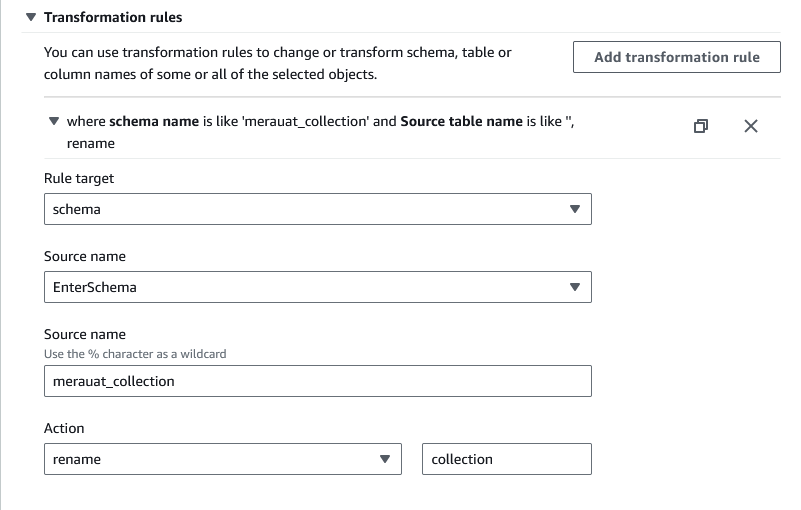 Transformation rules
You can use transformation rules to change or transform schema, table or
column names of some or all of the selected objects.
Add transformation rule
where schema name is like 'merauat_collection' and Source table name is like '',
rename
Rule target
schema
Source name
EnterSchema
Source name
Use the % character as a wildcard
merauat_collection
Action
rename
collection